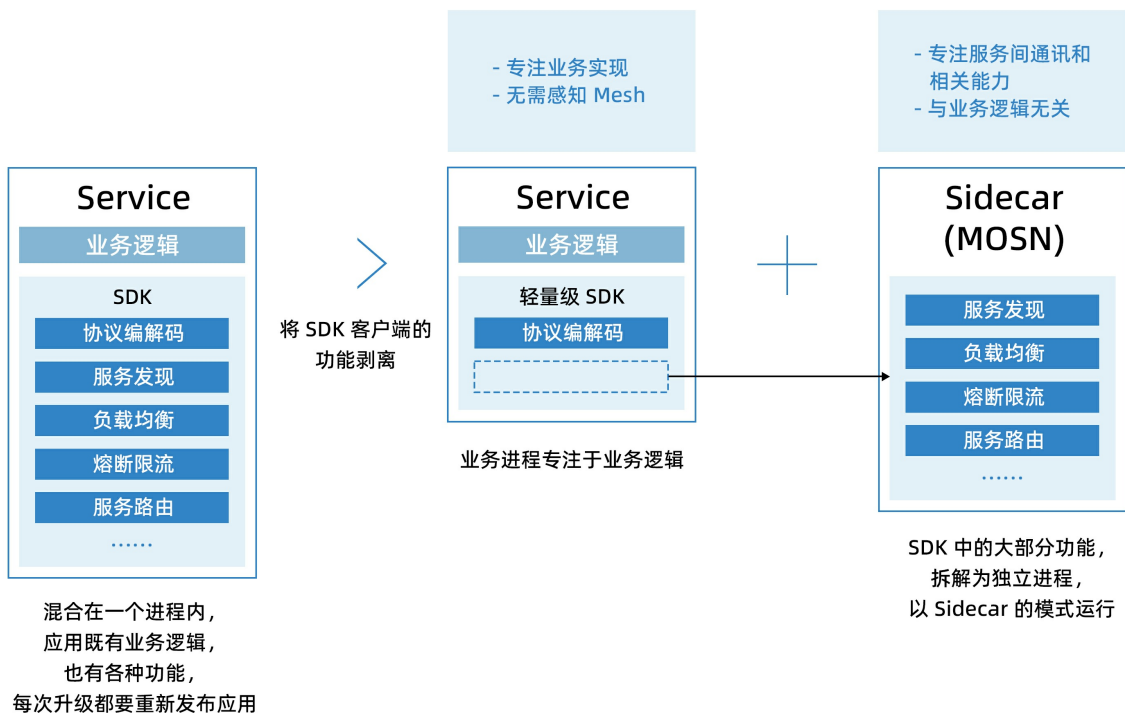 Service
业务逻辑
SDK
协议编解码
服务发现
负载均衡
熔断限流
服务路由
……
混合在一个进程内，
应用既有业务逻辑，
也有各种功能，
每次升级都要重新发布应用
将 SDK 客户端的
功能剥离
- 专注业务实现
- 无需感知 Mesh
Service
业务逻辑
轻量级 SDK
协议编解码
业务进程专注于业务逻辑
- 专注服务间通讯和
相关能力
- 与业务逻辑无关
Sidecar
(MOSN)
服务发现
负载均衡
熔断限流
服务路由
……
SDK 中的大部分功能，
拆解为独立进程，
以 Sidecar 的模式运行